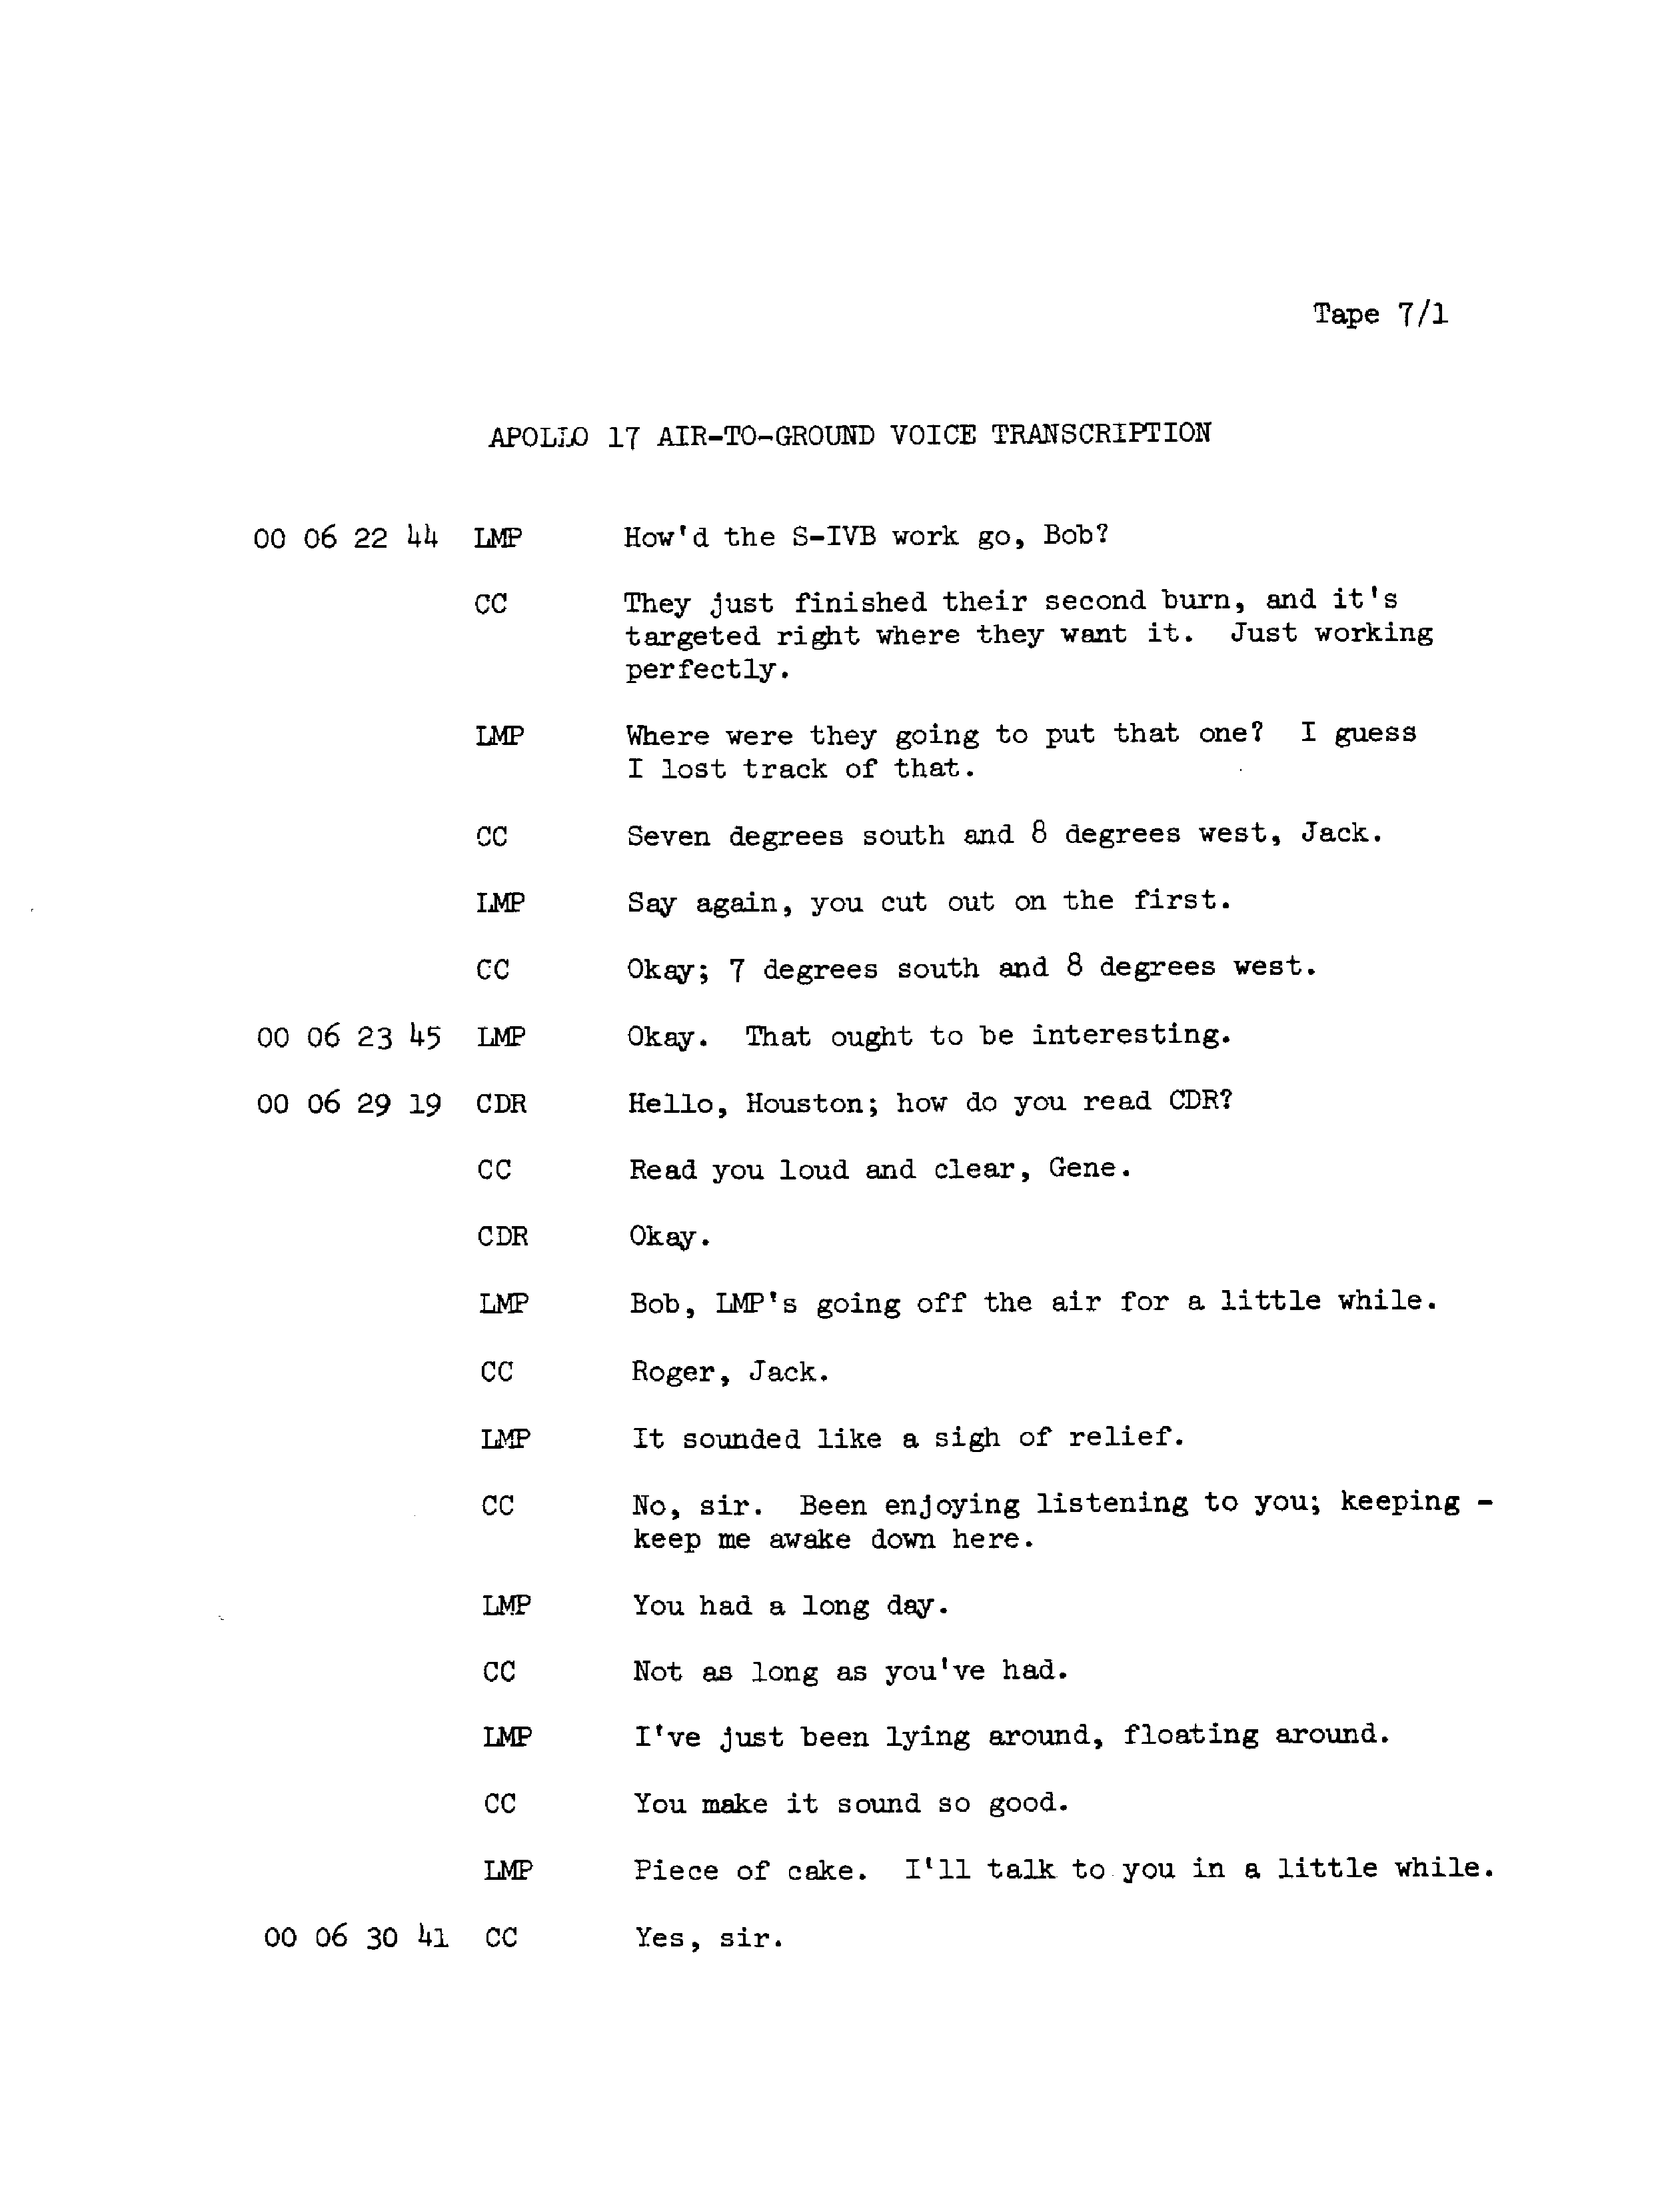 Tape 7/1
APOLLO 17 AIR-TO-GROUND VOICE TRANSCRIPTION
00 06 22 44 LMP How'd the S-IVB work go, Bob?
CC They just finished their second burn, and it's
targeted right where they want it. Just working
perfectly.
LMP Where were they going to put that one? I guess
I lost track of that.
CC Seven degrees south and 8 degrees west, Jack.
LMP Say again, you cut out on the first.
CC Okay; 7 degrees south and 8 degrees west.
00 06 23 45 LMP Okay. That ought to be interesting.
00 06 29 19 CDR Hello, Houston; how do you read CDR?
CC Read you loud and clear, Gene.
CDR Okay.
LMP Bob, LMP's going off the air for a little while.
CC Roger, Jack.
LMP It sounded like a sigh of relief.
CC No, sir. Been enjoying listening to you; keeping -
keep me awake down here.
LMP You had a long day.
CC Not as long as you've had.
LMP I've just been lying around, floating around.
CC You make it sound so good.
LMP Piece of cake. I'll talk to you in a little while.
00 06 30 41 CC Yes, sir.